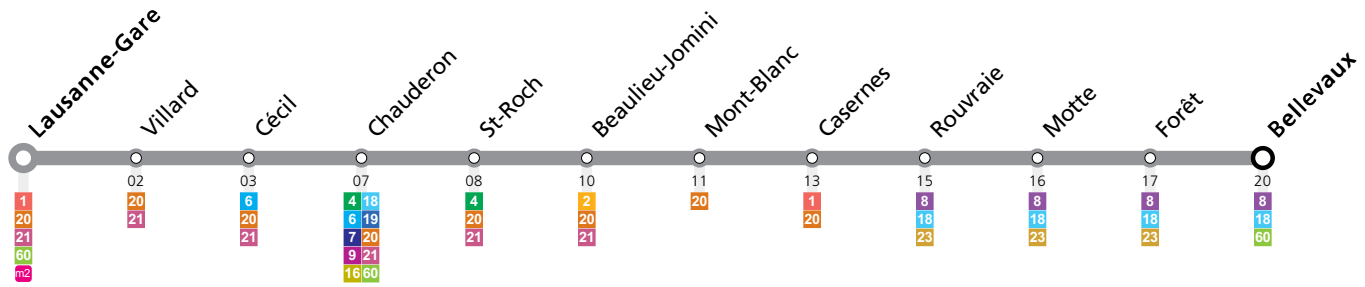 Lausanne-Gare
Villard
Cécil
Chauderon
St-Roch
Beaulieu-Jomini
Mont-Blanc
Casernes
Rouvraie
Motte
Forêt
Bellevaux
02 03 07 08 10 11 13 15 16 17 20
1 20 6 4 18 4 2 20 1 8 8 8 8
20 21 20 6 19 20 20 20 18 18 18 18
21 21 7 20 21 21 23 23 23 60
60 9 21
m2 16 60